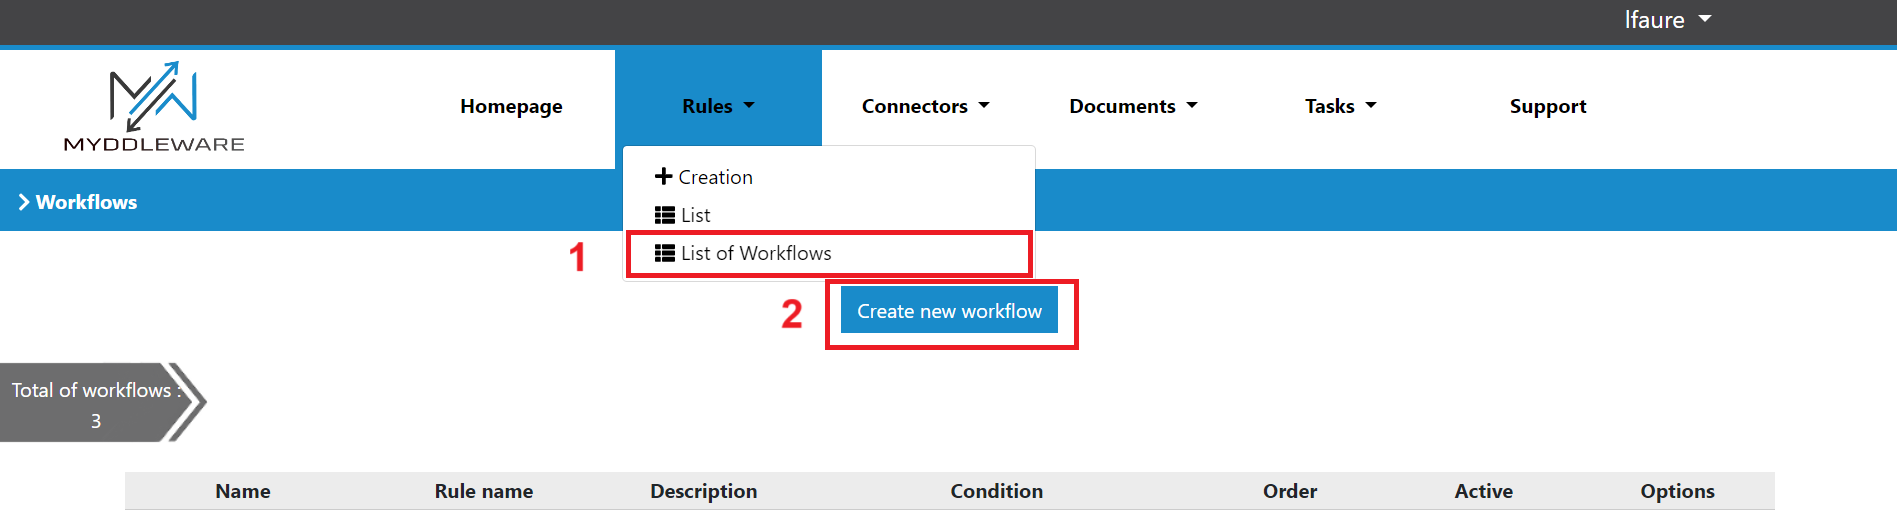 lfaure
MYDDLEWARE
Homepage Rules Connectors Documents Tasks Support
Creation
List
List of Workflows
Workflows
1
2
Create new workflow
Total of workflows :
3
Name Rule name Description Condition Order Active Options